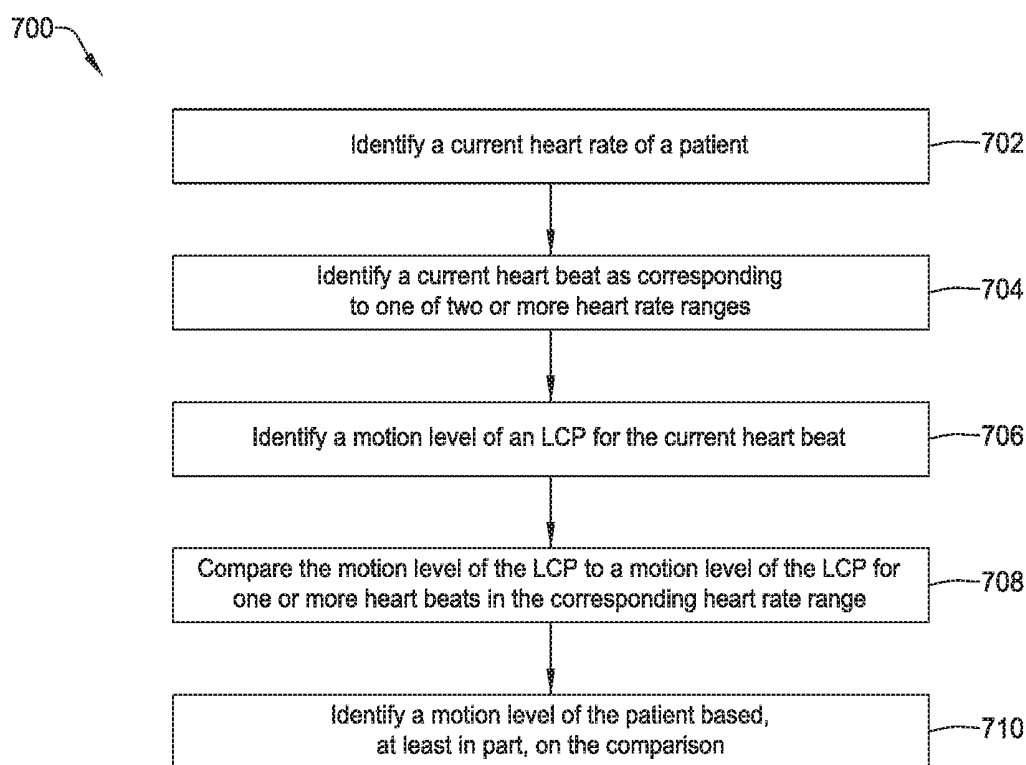 700
Identify a current heart rate of a patient
702
Identify a current heart beat as corresponding
to one of two or more heart rate ranges
704
Identify a motion level of an LCP for the current heart beat
706
Compare the motion level of the LCP to a motion level of the LCP for
one or more heart beats in the corresponding heart rate range
708
Identify a motion level of the patient based,
at least in part, on the comparison
710